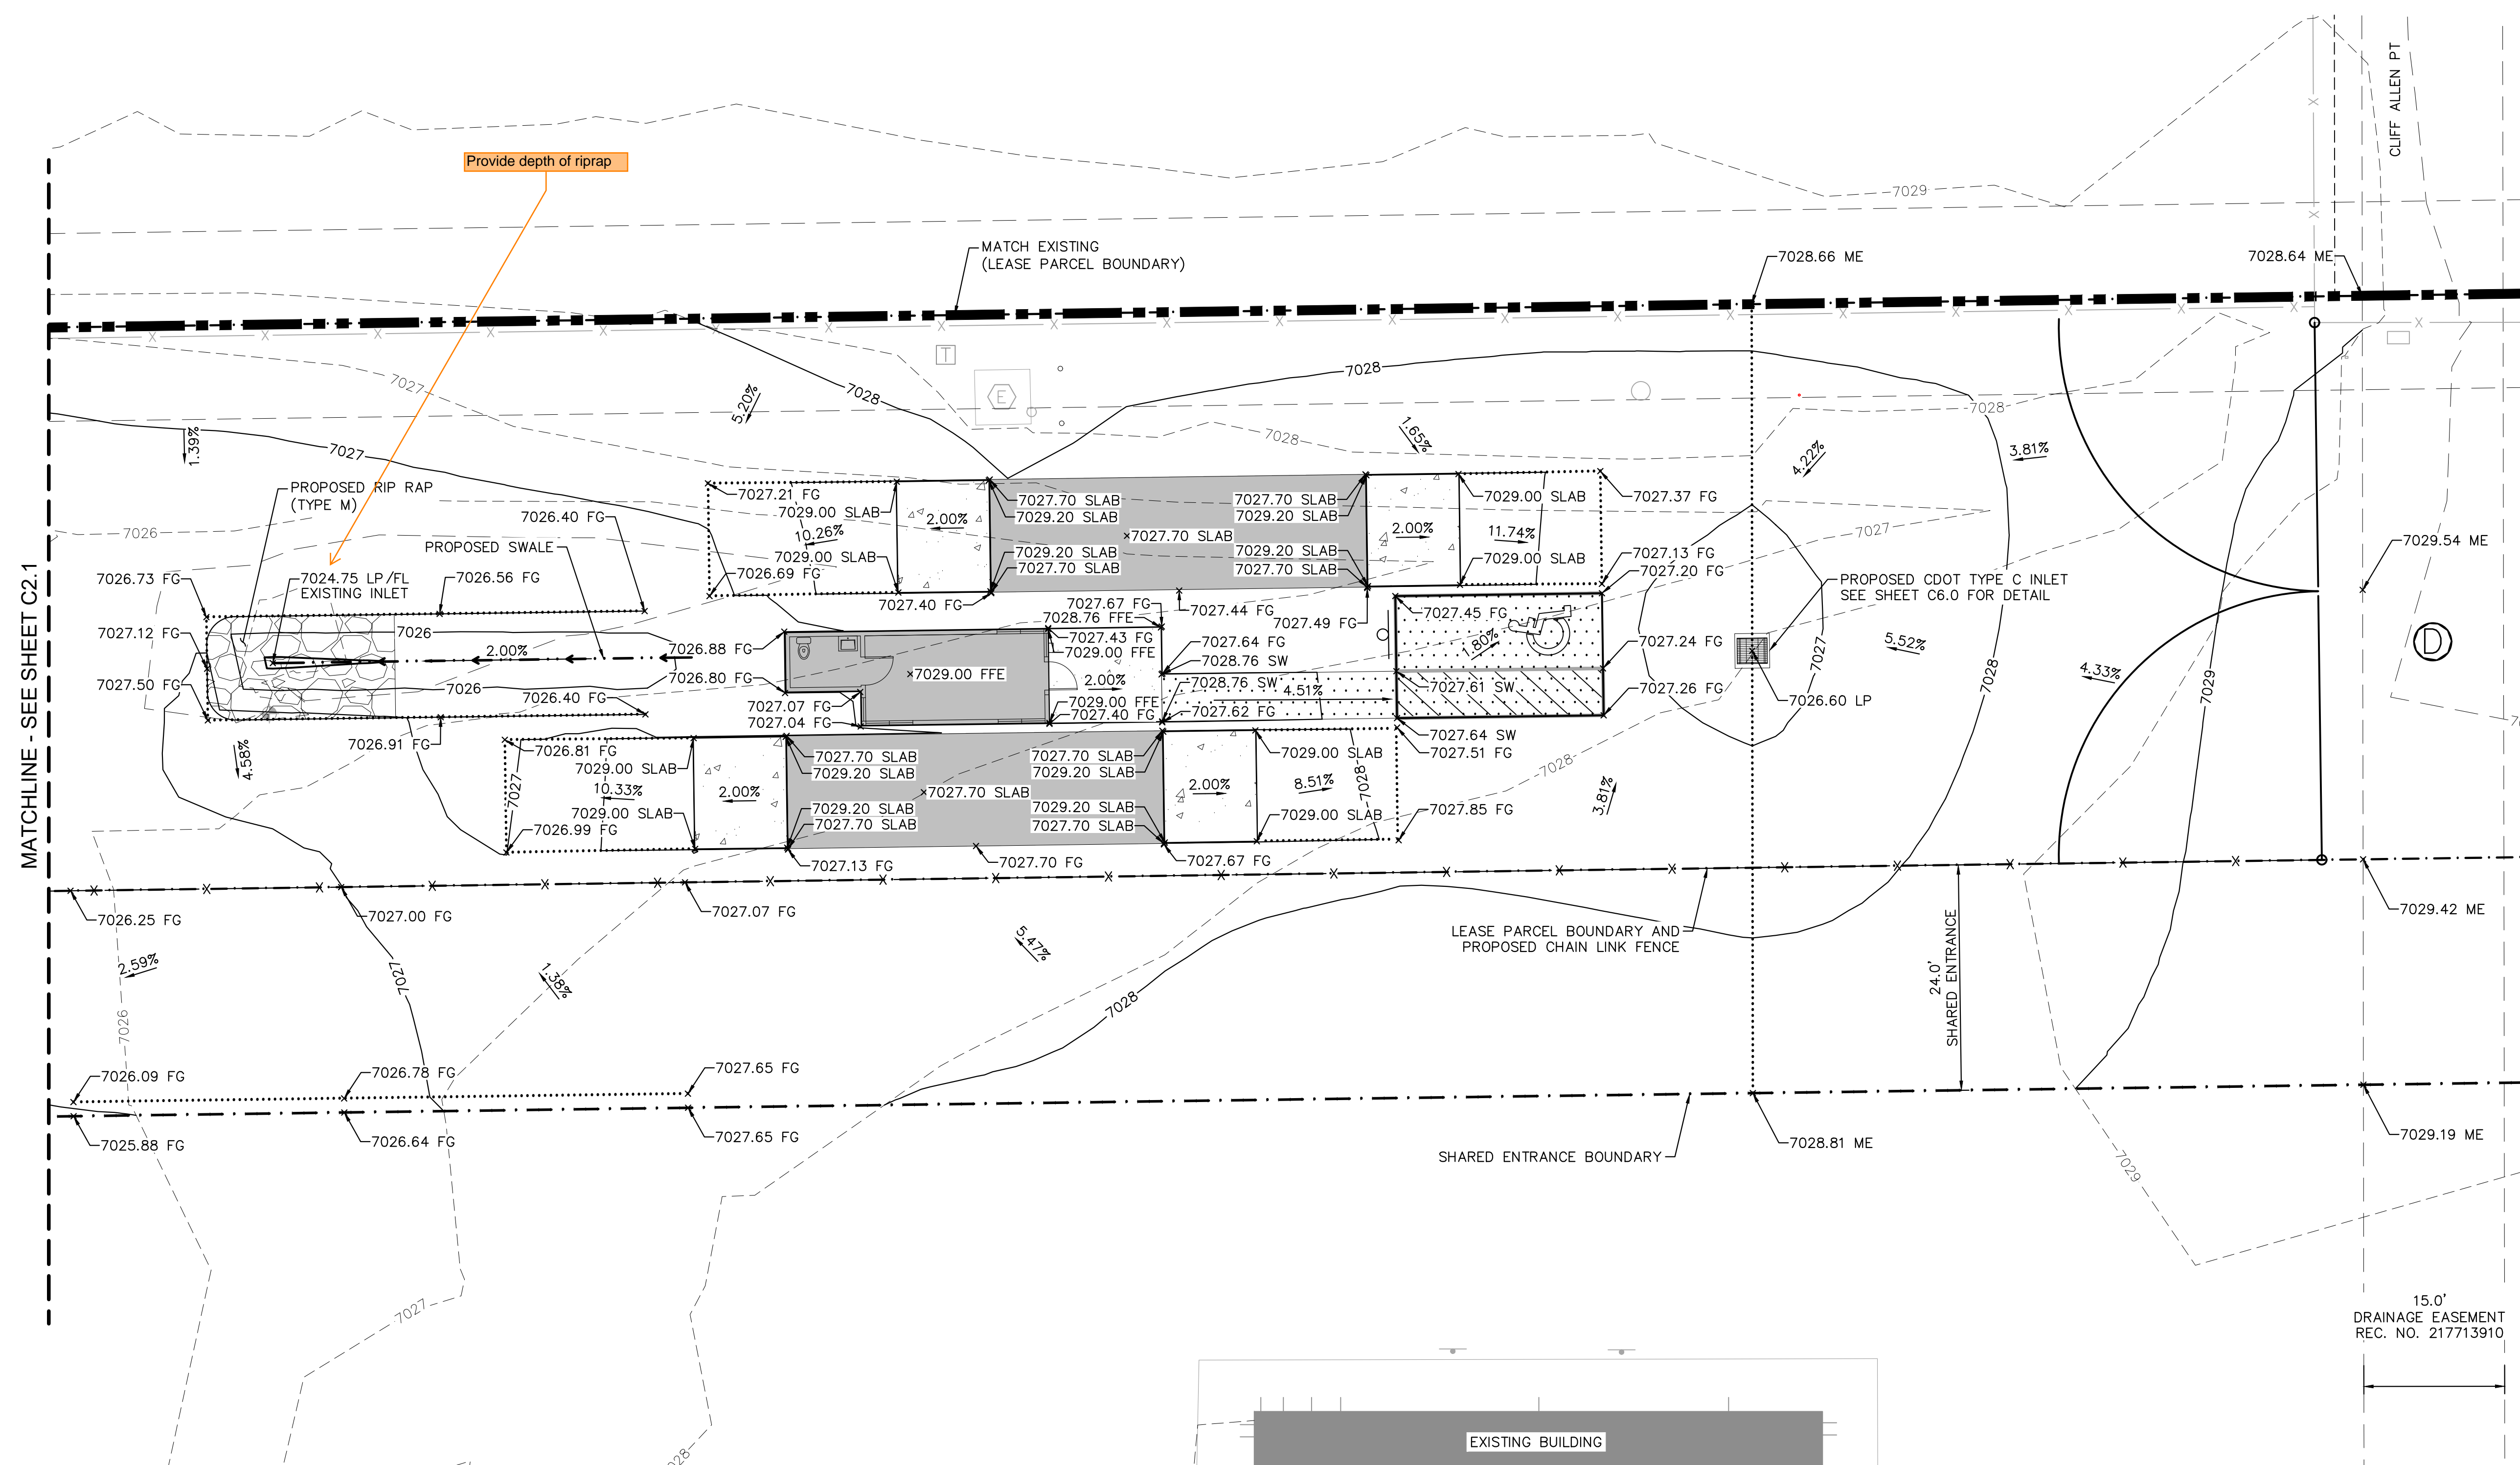 CLIFF ALLEN PT
Provide depth of riprap
7029
MATCH EXISTING
(LEASE PARCEL BOUNDARY)
7028.66 ME
7028.64 ME
T
E
7027
5.20%
7028
7028
7028
7028
1.39%
7027
1.65%
4.22%
3.81%
PROPOSED RIP RAP
(TYPE M)
7026
7026.40 FG
PROPOSED SWALE
7027.21 FG
7029.00 SLAB
10.26%
7029.00 SLAB
7026.69 FG
2.00%
7027.40 FG
7027.70 SLAB
7029.20 SLAB
7027.70 SLAB
7029.20 SLAB
7027.70 SLAB
7027.70 SLAB
7029.20 SLAB
7029.20 SLAB
7027.70 SLAB
2.00%
7029.00 SLAB
11.74%
7029.00 SLAB
7027.37 FG
7027.13 FG
7027.20 FG
7027
7029.54 ME
PROPOSED CDOT TYPE C INLET
SEE SHEET C6.0 FOR DETAIL
MATCHLINE - SEE SHEET C2.1
7026.73 FG
7024.75 LP/FL
EXISTING INLET
7026.56 FG
7027.12 FG
7026
2.00%
7026.88 FG
7027.50 FG
7026
7026.80 FG
7026.40 FG
7026.91 FG
7027.07 FG
7027.04 FG
7029.00 FFE
7027.67 FG
7028.76 FFE
7027.43 FG
7029.00 FFE
2.00%
7029.00 FFE
7027.40 FG
7027.44 FG
7027.49 FG
7027.64 FG
7028.76 SW
7028.76 SW
4.51%
7027.62 FG
7027.45 FG
1.80%
7027.61 SW
7027.24 FG
7027.26 FG
7027.64 SW
7027.51 FG
7026.60 LP
7027
5.52%
7028
4.33%
7029
D
4.58%
7026.81 FG
7027
7029.00 SLAB
10.33%
7029.00 SLAB
7026.99 FG
2.00%
7027.70 SLAB
7029.20 SLAB
7027.70 SLAB
7029.20 SLAB
7027.70 SLAB
7027.70 SLAB
7029.20 SLAB
7029.20 SLAB
7027.70 SLAB
2.00%
7029.00 SLAB
8.51%
7029.00 SLAB
7028
7027.85 FG
7028
3.81%
7027.13 FG
7027.70 FG
7027.67 FG
7026.25 FG
7027.00 FG
7027.07 FG
7029.42 ME
LEASE PARCEL BOUNDARY AND
PROPOSED CHAIN LINK FENCE
24.0'
SHARED ENTRANCE
2.59%
7027
1.38%
5.47%
7028
7026
7026.09 FG
7026.78 FG
7027.65 FG
7025.88 FG
7026.64 FG
7027.65 FG
7028.81 ME
7029.19 ME
SHARED ENTRANCE BOUNDARY
7029
7027
7028
15.0'
DRAINAGE EASEMENT
REC. NO. 217713910
EXISTING BUILDING